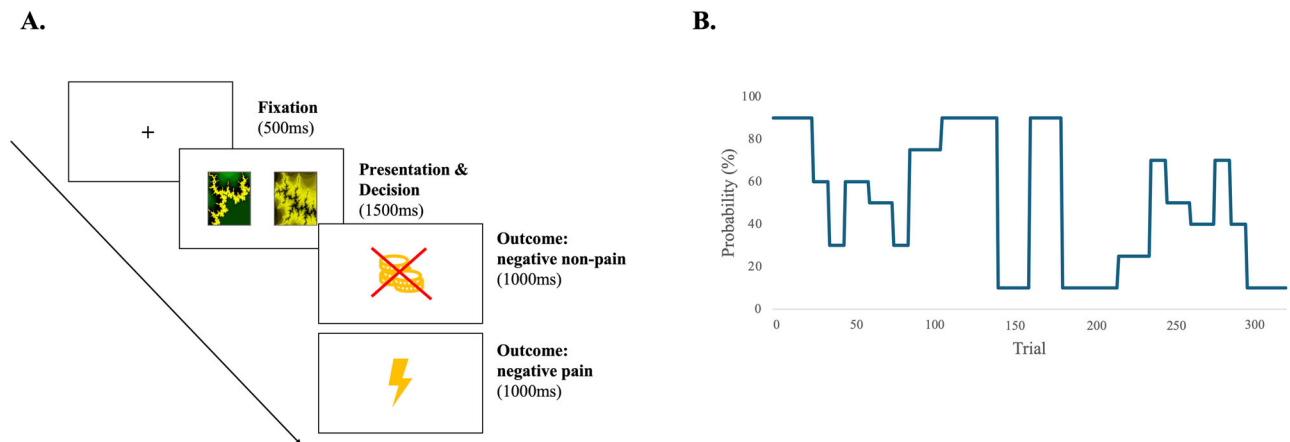 A.
Fixation
(500ms)
Presentation &
Decision
(1500ms)
Outcome:
negative non-pain
(1000ms)
Outcome:
negative pain
(1000ms)
B.
100
80
60
40
20
0
Probability (%)
0 50 100 150 200 250 300
Trial